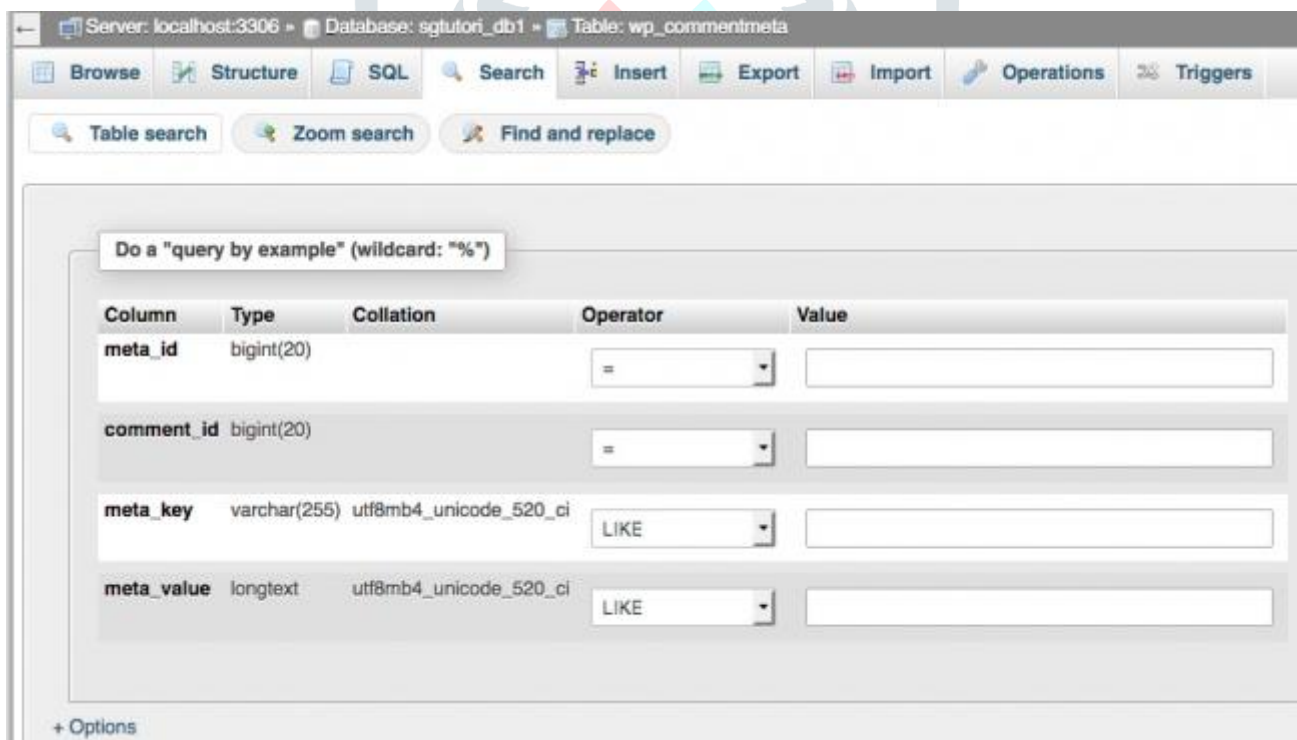 Server: localhost:3306 » Database: sgtutori_db1 » Table: wp_commentmeta
Browse Structure SQL Search Insert Export Import Operations Triggers
Table search Zoom search Find and replace
Do a "query by example" (wildcard: "%")
Column Type Collation Operator Value
meta_id bigint(20) =
comment_id bigint(20) =
meta_key varchar(255) utf8mb4_unicode_520_ci LIKE
meta_value longtext utf8mb4_unicode_520_ci LIKE
+ Options